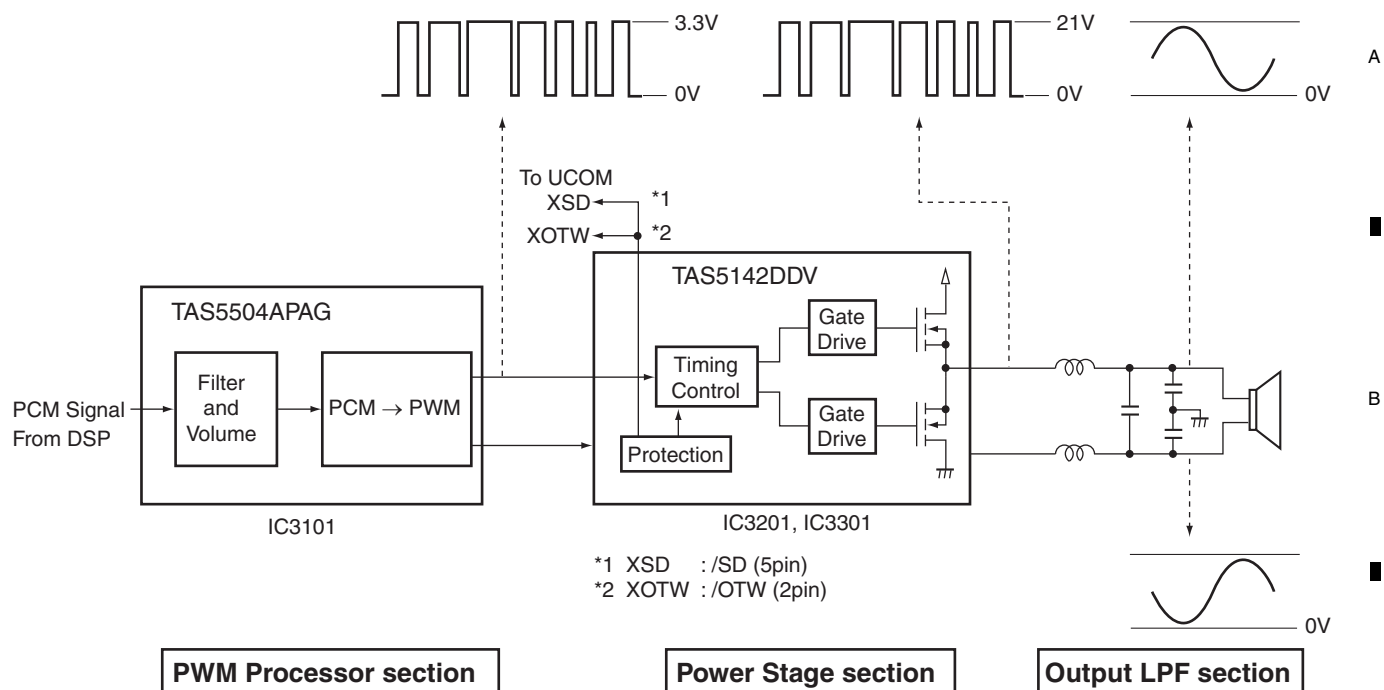 3.3V
0V
21V
0V
0V
A
To UCOM
XSD
*1
XOTW
*2
TAS5504APAG
TAS5142DDV
Filter
and
Volume
PCM → PWM
PCM Signal
From DSP
Timing
Control
Gate
Drive
Gate
Drive
Protection
B
IC3101
IC3201, IC3301
*1 XSD : /SD (5pin)
*2 XOTW : /OTW (2pin)
0V
PWM Processor section
Power Stage section
Output LPF section